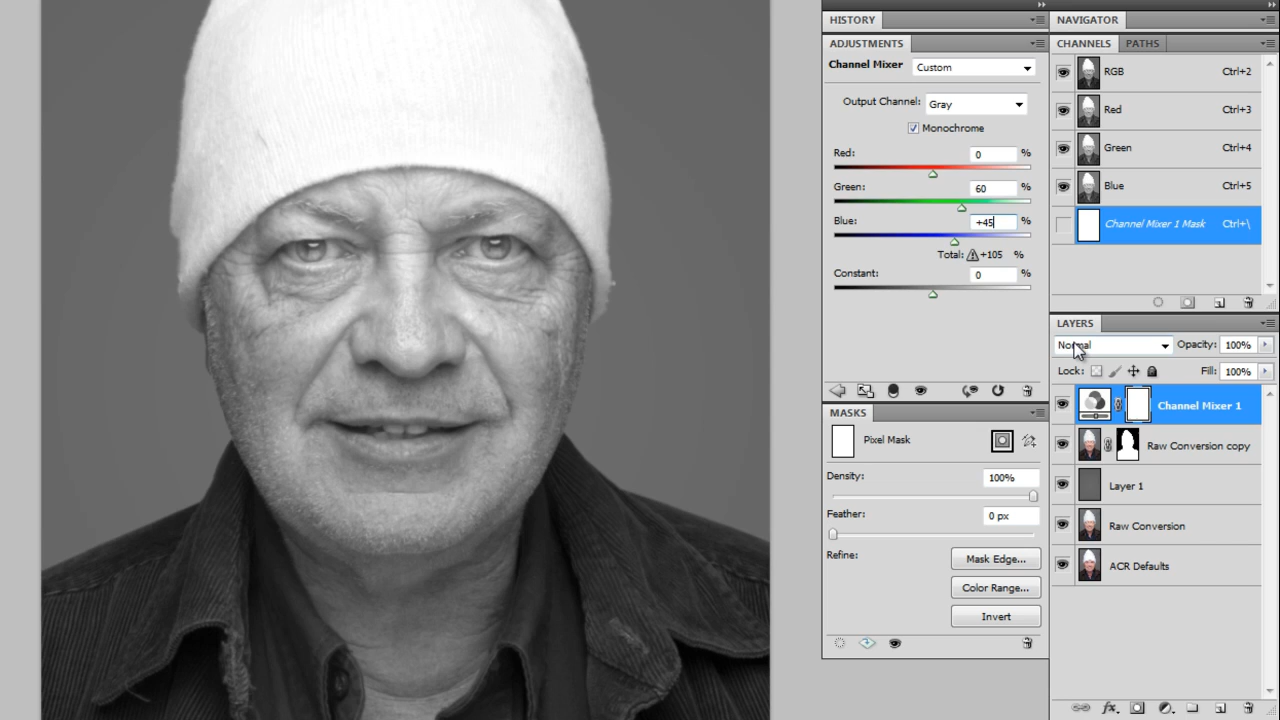 HISTORY
NAVIGATOR
ADJUSTMENTS
CHANNELS PATHS
Channel Mixer Custom
RGB Ctrl+2
Output Channel: Gray
Red Ctrl+3
Monochrome
Red: 0 %
Green Ctrl+4
Green: 60 %
Blue Ctrl+5
Blue: +45 %
Channel Mixer 1 Mask Ctrl+\
Total: +105 %
Constant: 0 %
LAYERS
Normal Opacity: 100%
Lock: Fill: 100%
Channel Mixer 1
MASKS
Pixel Mask
Raw Conversion copy
Density: 100%
Layer 1
Feather: 0 px
Raw Conversion
Refine: Mask Edge...
ACR Defaults
Color Range...
Invert